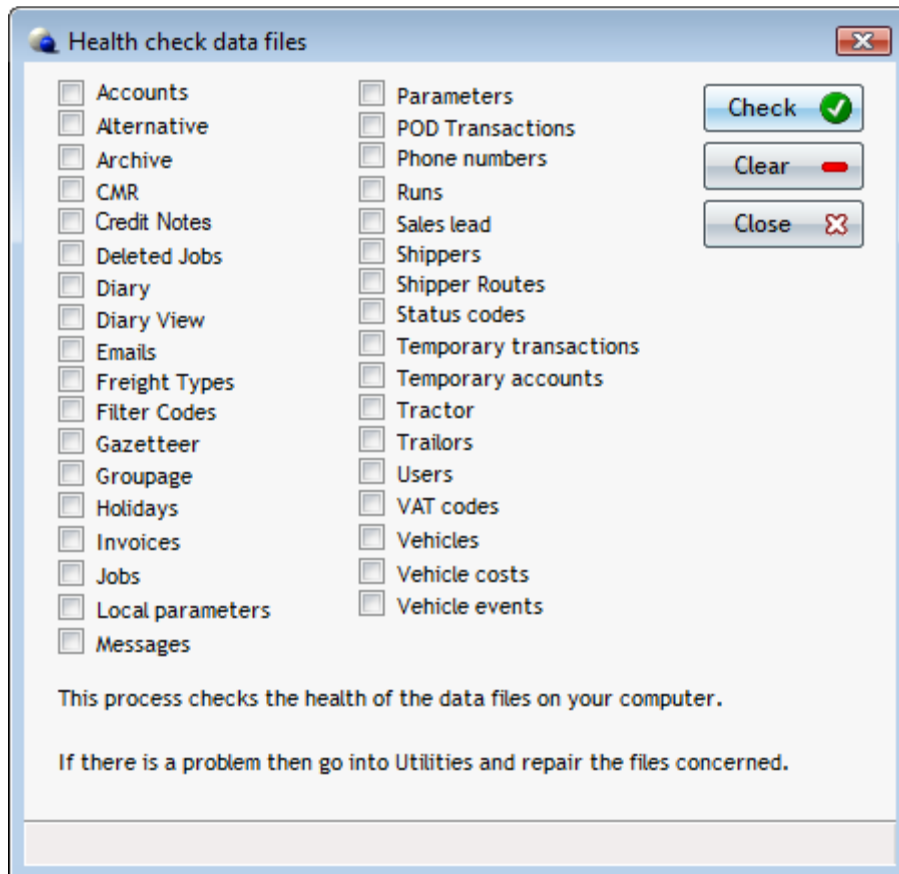 Health check data files
Accounts
Alternative
Archive
CMR
Credit Notes
Deleted Jobs
Diary
Diary View
Emails
Freight Types
Filter Codes
Gazetteer
Groupage
Holidays
Invoices
Jobs
Local parameters
Messages
Parameters
POD Transactions
Phone numbers
Runs
Sales lead
Shippers
Shipper Routes
Status codes
Temporary transactions
Temporary accounts
Tractor
Trailors
Users
VAT codes
Vehicles
Vehicle costs
Vehicle events
Check
Clear
Close
This process checks the health of the data files on your computer.
If there is a problem then go into Utilities and repair the files concerned.